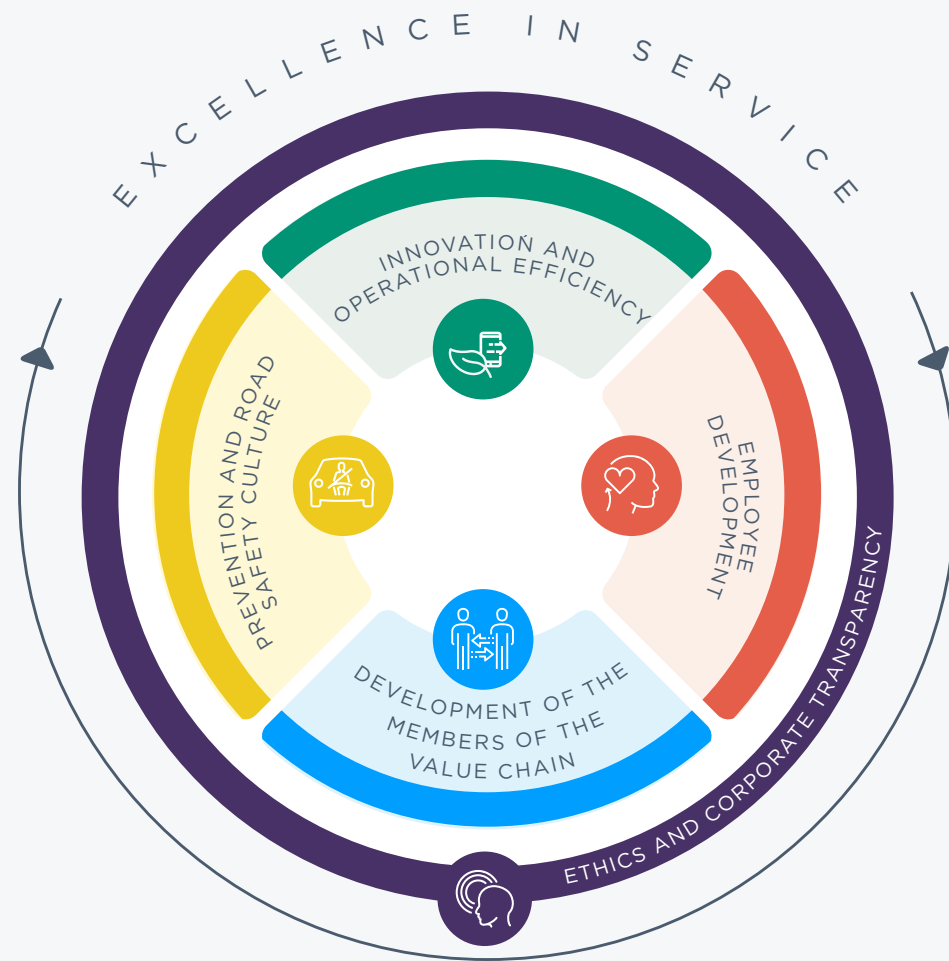 EXCELLENCE IN SERVICE
INNOVATION AND
OPERATIONAL EFFICIENCY
PREVENTION AND ROAD
SAFETY CULTURE
EMPLOYEE
DEVELOPMENT
DEVELOPMENT OF THE
MEMBERS OF THE
VALUE CHAIN
ETHICS AND CORPORATE TRANSPARENCY